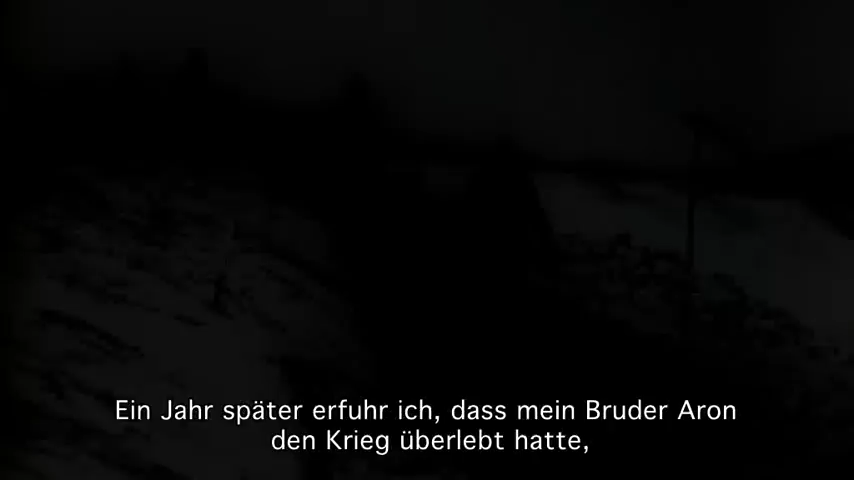 Ein Jahr später erfuhr ich, dass mein Bruder Aron
den Krieg überlebt hatte,